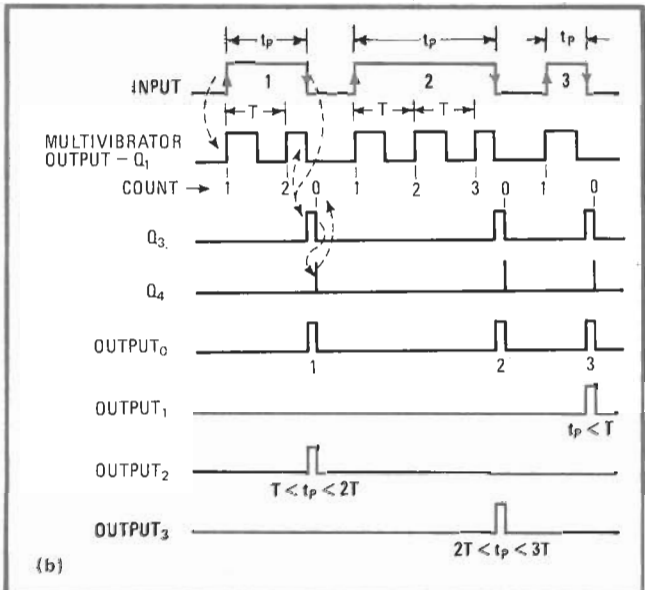 tp tp tp
INPUT 1 2 3
T T T
MULTIVIBRATOR
OUTPUT – Q1
COUNT → 1 2 0 1 2 3 0 1 0
Q3
Q4
OUTPUT0
1 2 3
OUTPUT1
tp < T
OUTPUT2
T < tp < 2T
OUTPUT3
2T < tp < 3T
(b)